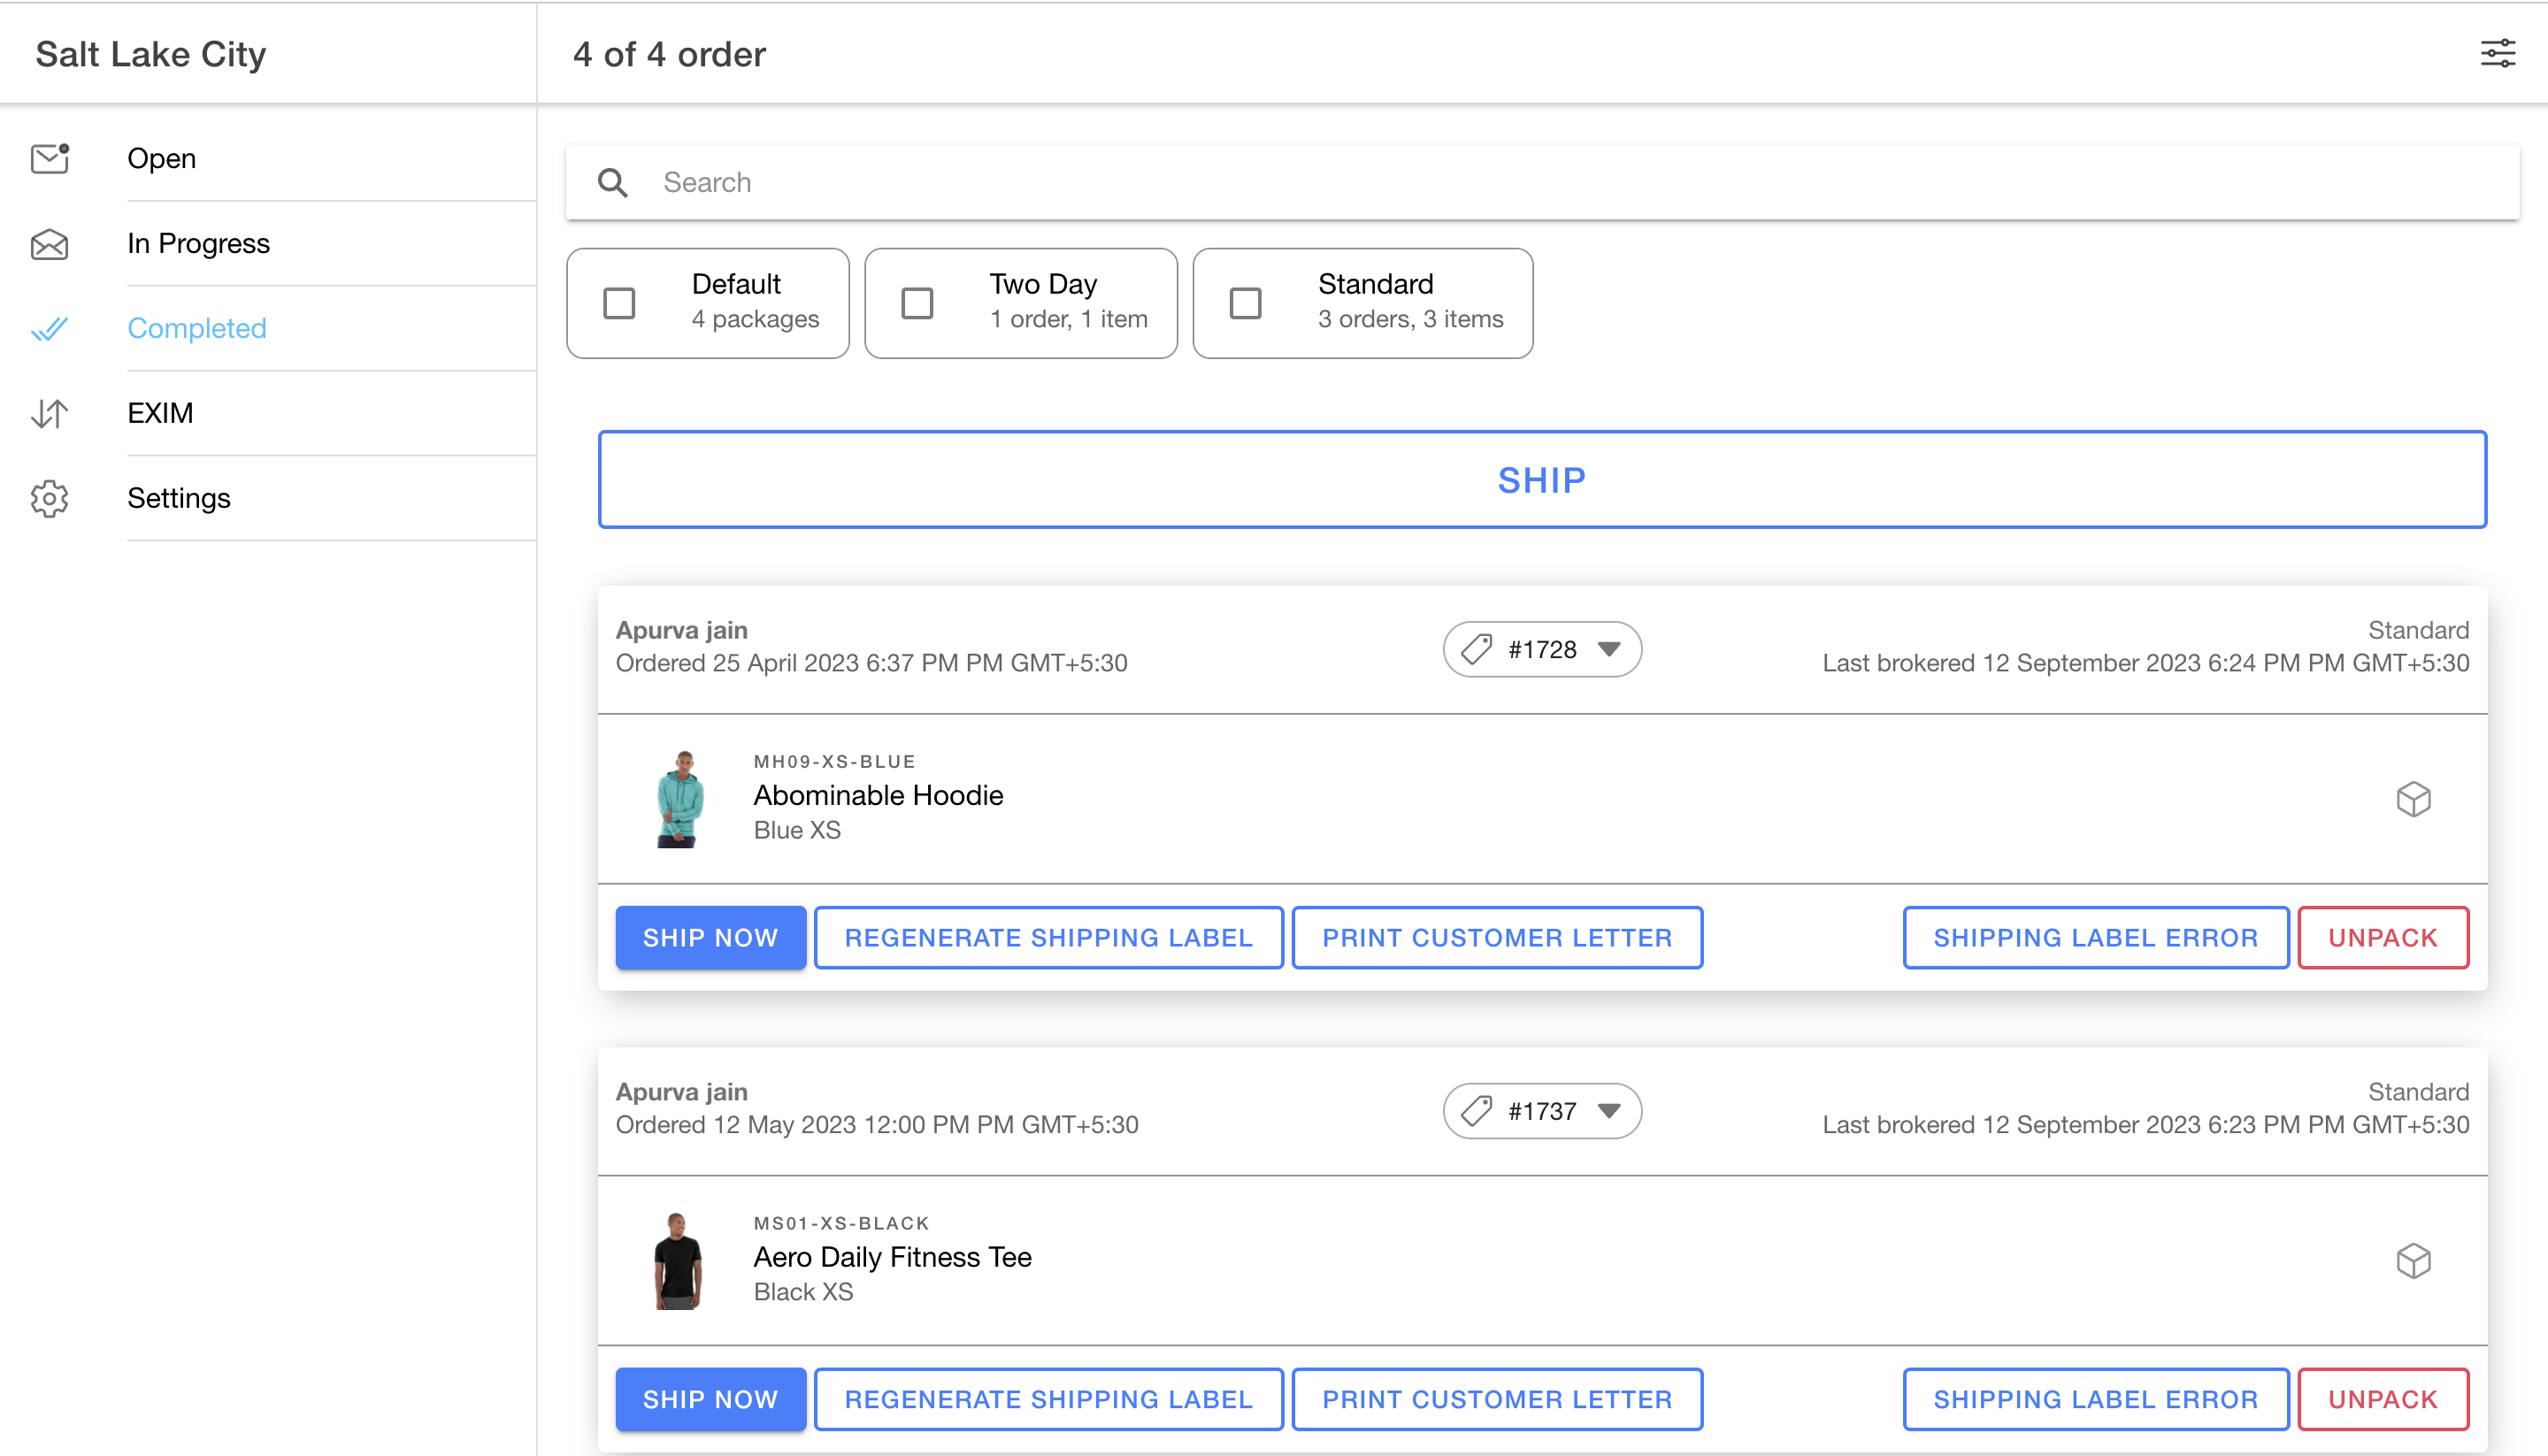 Salt Lake City
4 of 4 order
Open
In Progress
Completed
EXIM
Settings
Search
Default
4 packages
Two Day
1 order, 1 item
Standard
3 orders, 3 items
SHIP
Apurva jain
Ordered 25 April 2023 6:37 PM PM GMT+5:30
#1728
Standard
Last brokered 12 September 2023 6:24 PM PM GMT+5:30
MH09-XS-BLUE
Abominable Hoodie
Blue XS
SHIP NOW
REGENERATE SHIPPING LABEL
PRINT CUSTOMER LETTER
SHIPPING LABEL ERROR
UNPACK
Apurva jain
Ordered 12 May 2023 12:00 PM PM GMT+5:30
#1737
Standard
Last brokered 12 September 2023 6:23 PM PM GMT+5:30
MS01-XS-BLACK
Aero Daily Fitness Tee
Black XS
SHIP NOW
REGENERATE SHIPPING LABEL
PRINT CUSTOMER LETTER
SHIPPING LABEL ERROR
UNPACK